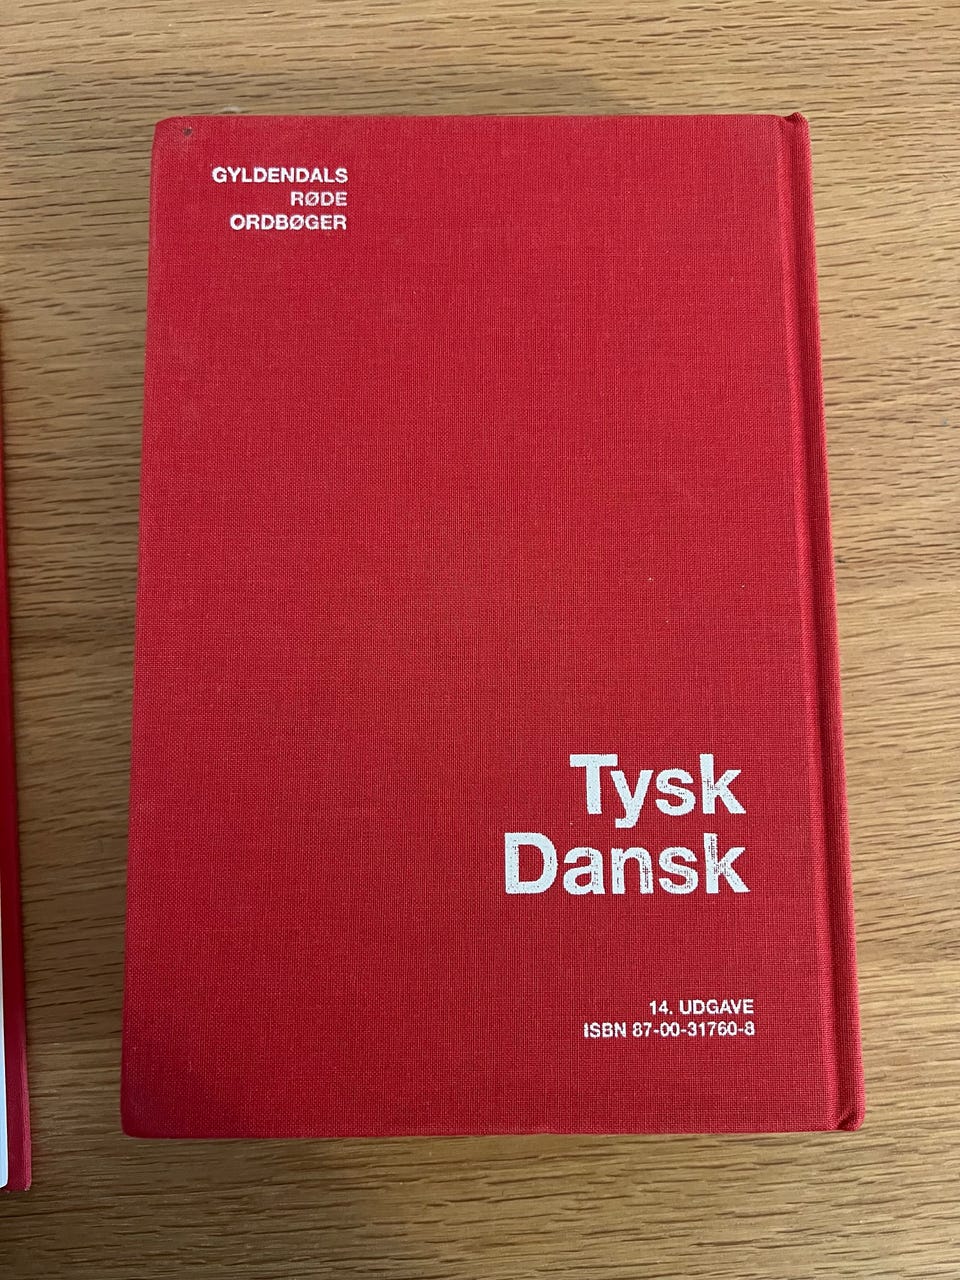 GYLDENDALS
RØDE
ORDBØGER
Tysk
Dansk
14. UDGAVE
ISBN 87-00-31760-8